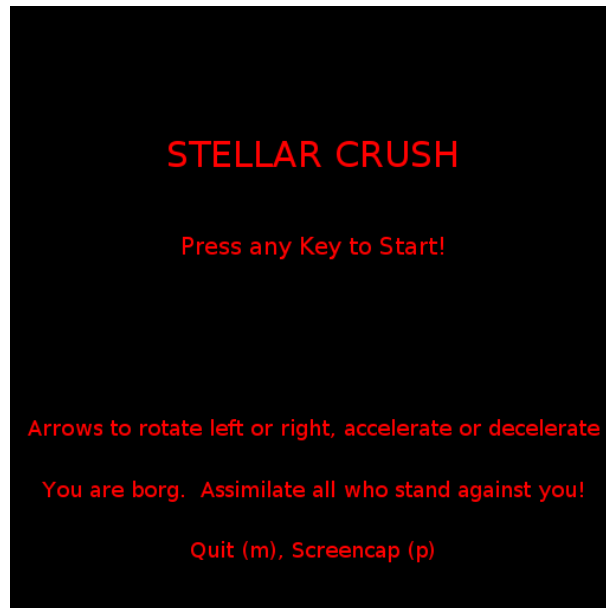 STELLAR CRUSH
Press any Key to Start!
Arrows to rotate left or right, accelerate or decelerate
You are borg.  Assimilate all who stand against you!
Quit (m), Screencap (p)